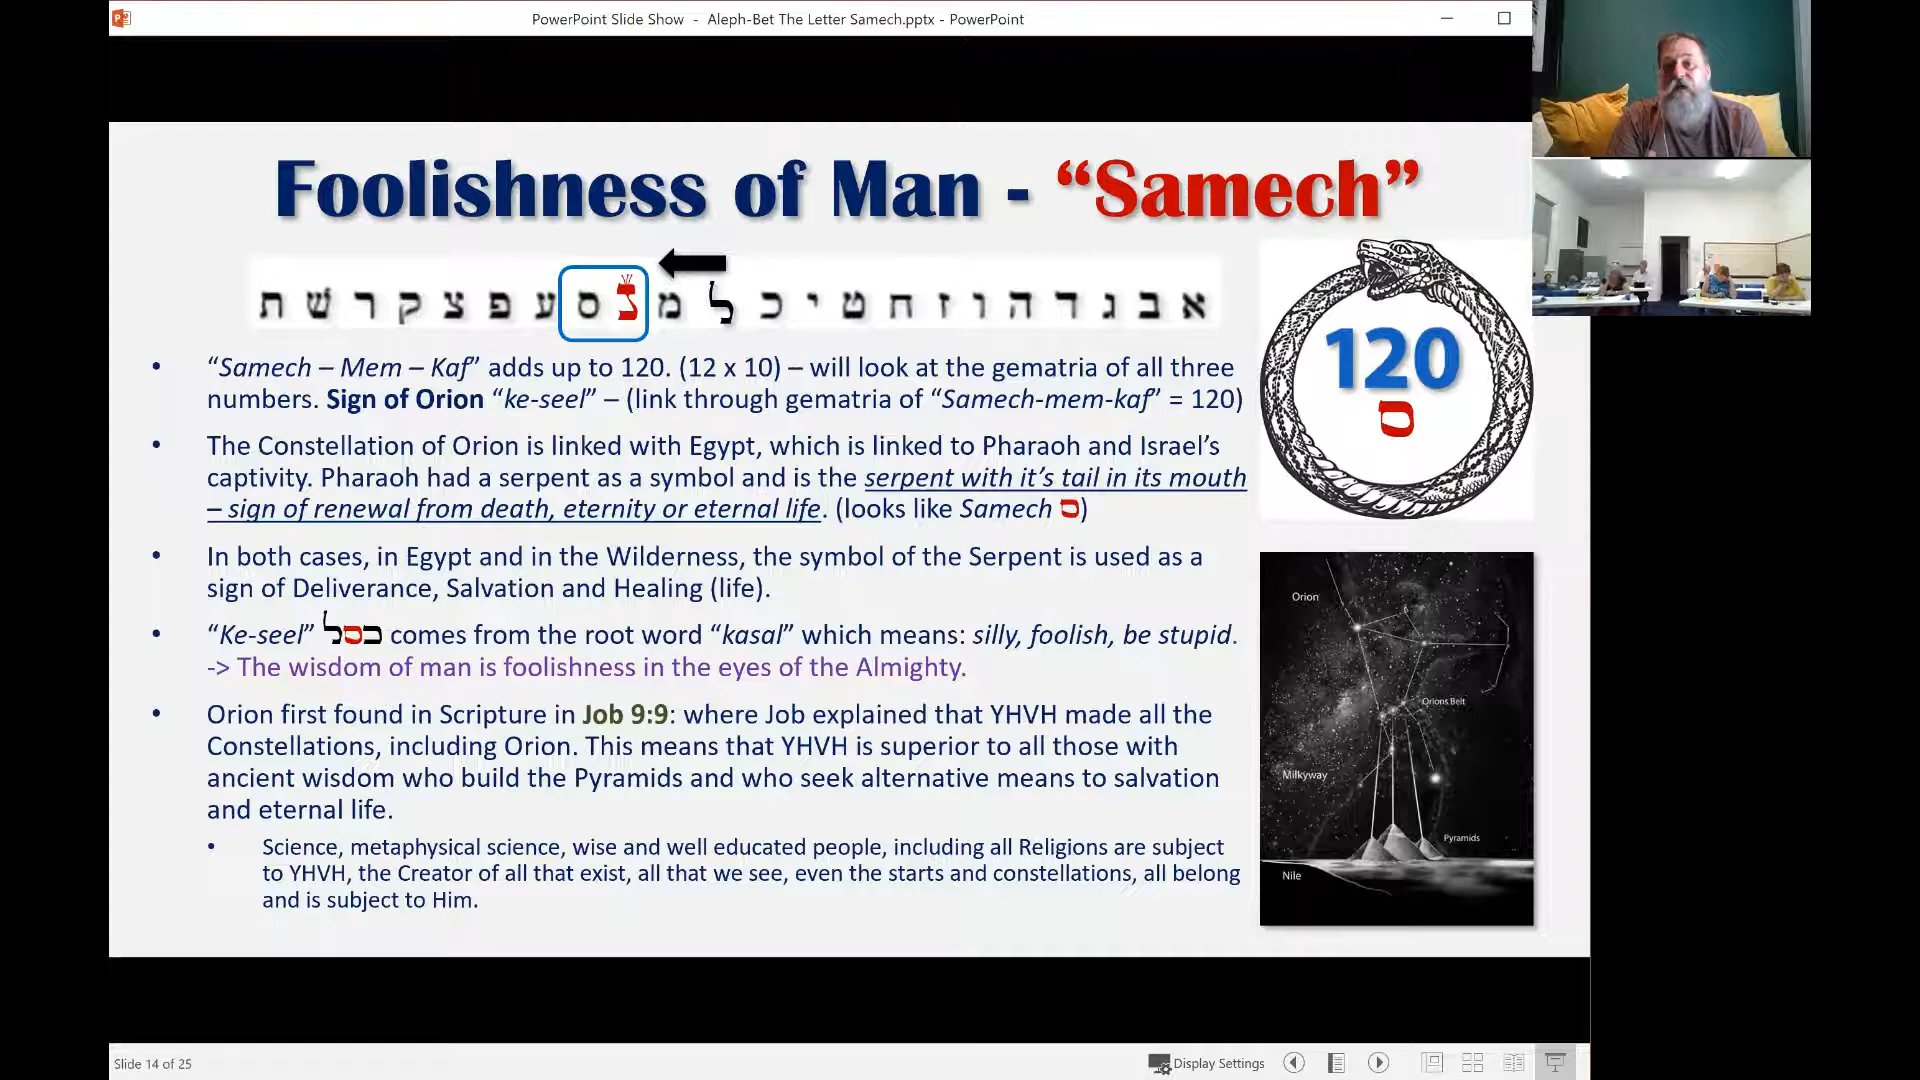 PowerPoint Slide Show - Aleph-Bet The Letter Samech.pptx - PowerPoint
Foolishness of Man - “Samech”
א ב ג ד ה ו ז ח ט י כ ל מ נ ס ע פ צ ק ר שׁ ת
120
ס
• “Samech – Mem – Kaf” adds up to 120. (12 x 10) – will look at the gematria of all three
numbers. Sign of Orion “ke-seel” – (link through gematria of “Samech-mem-kaf” = 120)
• The Constellation of Orion is linked with Egypt, which is linked to Pharaoh and Israel’s
captivity. Pharaoh had a serpent as a symbol and is the serpent with it’s tail in its mouth
– sign of renewal from death, eternity or eternal life. (looks like Samech ס)
• In both cases, in Egypt and in the Wilderness, the symbol of the Serpent is used as a
sign of Deliverance, Salvation and Healing (life).
• “Ke-seel” כסל comes from the root word “kasal” which means: silly, foolish, be stupid.
-> The wisdom of man is foolishness in the eyes of the Almighty.
• Orion first found in Scripture in Job 9:9: where Job explained that YHVH made all the
Constellations, including Orion. This means that YHVH is superior to all those with
ancient wisdom who build the Pyramids and who seek alternative means to salvation
and eternal life.
• Science, metaphysical science, wise and well educated people, including all Religions are subject
to YHVH, the Creator of all that exist, all that we see, even the starts and constellations, all belong
and is subject to Him.
Orion
Orions Belt
Milkyway
Pyramids
Nile
Slide 14 of 25
Display Settings